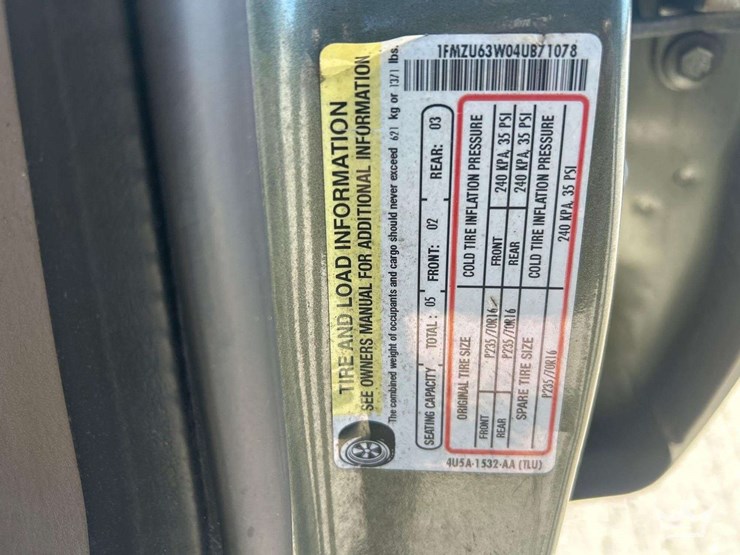 1FMZU63W04UB71078
TIRE AND LOAD INFORMATION
SEE OWNERS MANUAL FOR ADDITIONAL INFORMATION
The combined weight of occupants and cargo should never exceed 621 kg or 1371 lbs.
SEATING CAPACITY TOTAL: 05 FRONT: 02 REAR: 03
ORIGINAL TIRE SIZE COLD TIRE INFLATION PRESSURE
FRONT P235/70R16 FRONT 240 KPA, 35 PSI
REAR P235/70R16 REAR 240 KPA, 35 PSI
SPARE TIRE SIZE COLD TIRE INFLATION PRESSURE
P235/70R16 240 KPA, 35 PSI
4U5A-1532-AA (TLU)